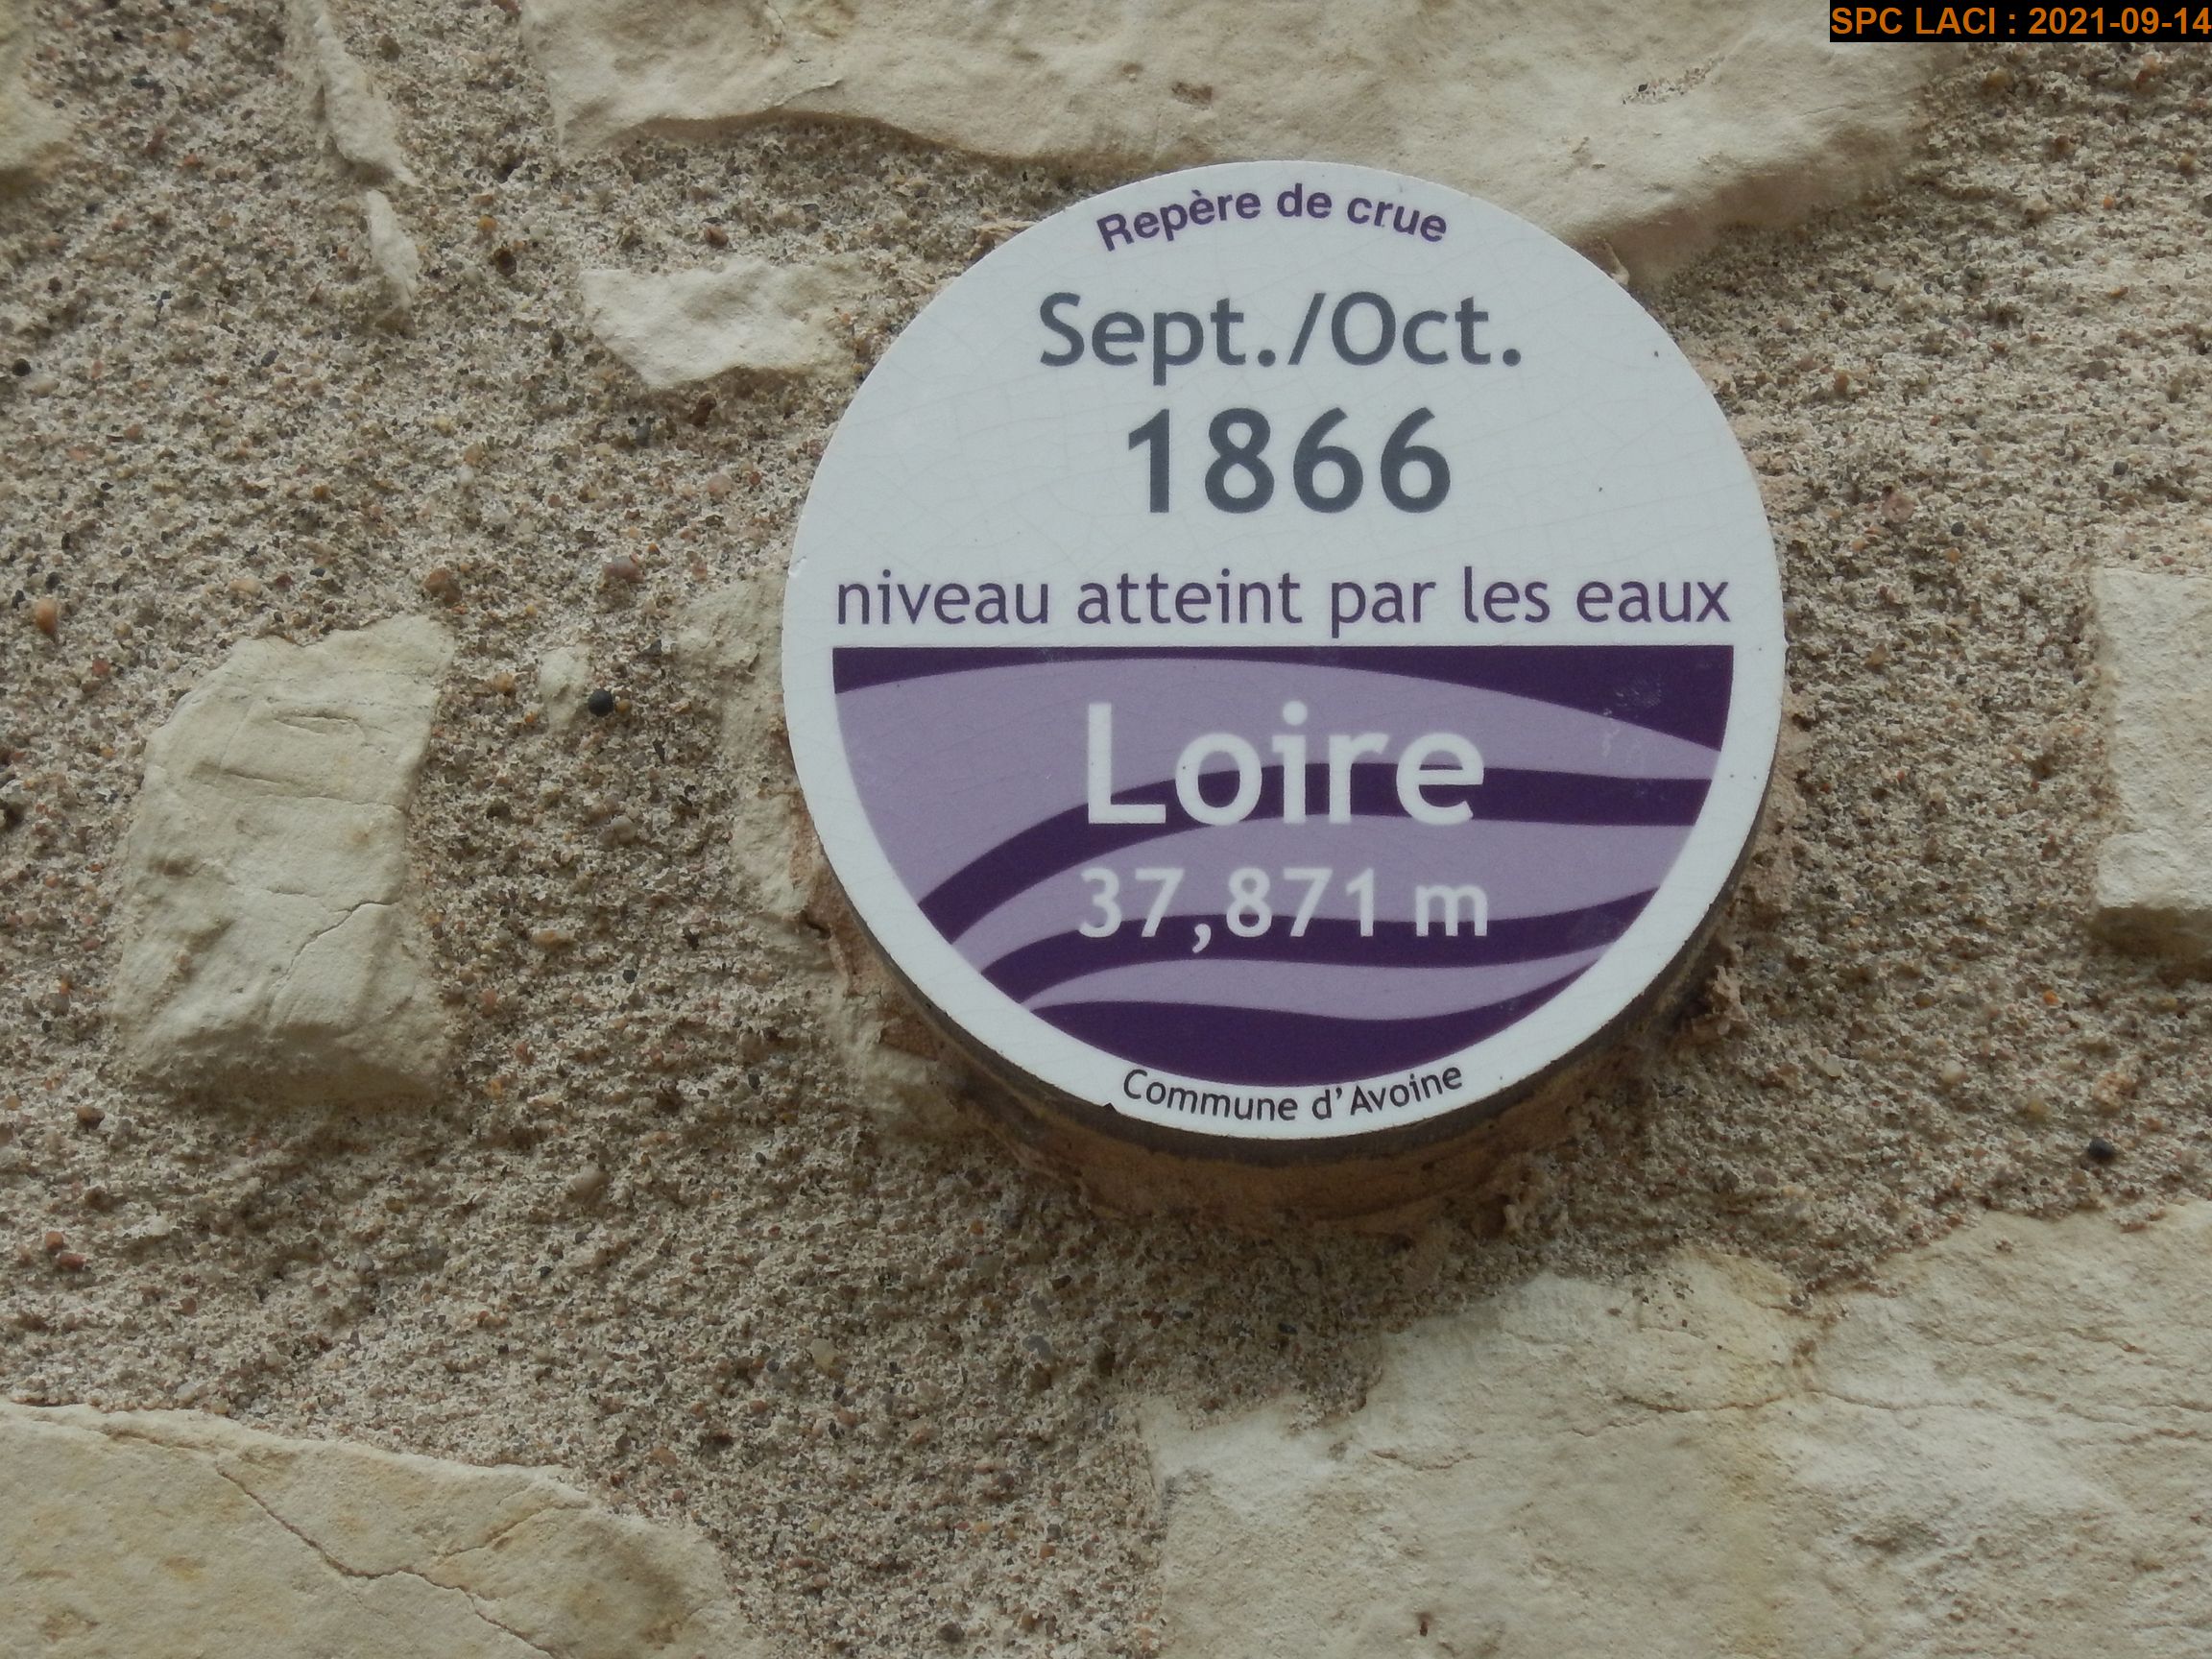 SPC LACI : 2021-09-14
Repère de crue
Sept./Oct.
1866
niveau atteint par les eaux
Loire
37,871 m
Commune d'Avoine